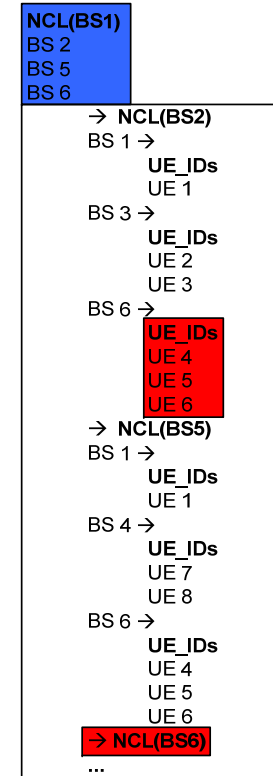 NCL(BS1)
BS 2
BS 5
BS 6
→ NCL(BS2)
BS 1 →
UE_IDs
UE 1
BS 3 →
UE_IDs
UE 2
UE 3
BS 6 →
UE_IDs
UE 4
UE 5
UE 6
→ NCL(BS5)
BS 1 →
UE_IDs
UE 1
BS 4 →
UE_IDs
UE 7
UE 8
BS 6 →
UE_IDs
UE 4
UE 5
UE 6
→ NCL(BS6)
...